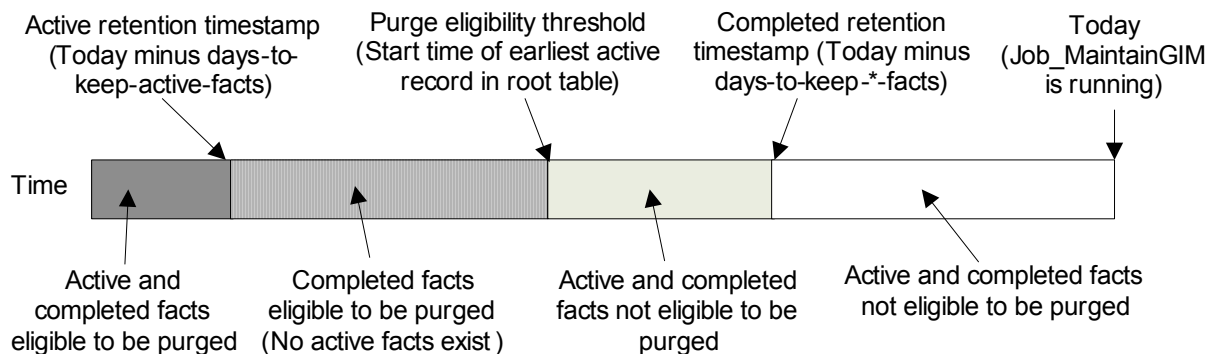 Active retention timestamp
(Today minus days-to-
keep-active-facts)
Purge eligibility threshold
(Start time of earliest active
record in root table)
Completed retention
timestamp (Today minus
days-to-keep-*-facts)
Today
(Job_MaintainGIM
is running)
Time
Active and
completed facts
eligible to be purged
Completed facts
eligible to be purged
(No active facts exist)
Active and completed
facts not eligible to be
purged
Active and completed facts
not eligible to be purged